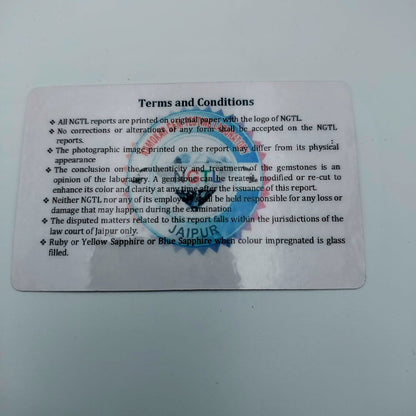 Terms and Conditions
❖ All NGTL reports are printed on original paper with the logo of NGTL.
❖ No corrections or alterations of any form shall be accepted on the NGTL
reports.
❖ The photographic image printed on the report may differ from its physical
appearance
❖ The conclusion on the authenticity and treatment of the gemstones is an
opinion of the laboratory. A gemstone can be treated, modified or re-cut to
enhance its color and clarity at any time after the issuance of this report.
❖ Neither NGTL nor any of its employ be held responsible for any loss or
damage that may happen during the examination
❖ The disputed matters related to this report falls within the jurisdictions of the
law court of Jaipur only.
❖ Ruby or Yellow Sapphire or Blue Sapphire when colour impregnated is glass
filled.
JAIPUR